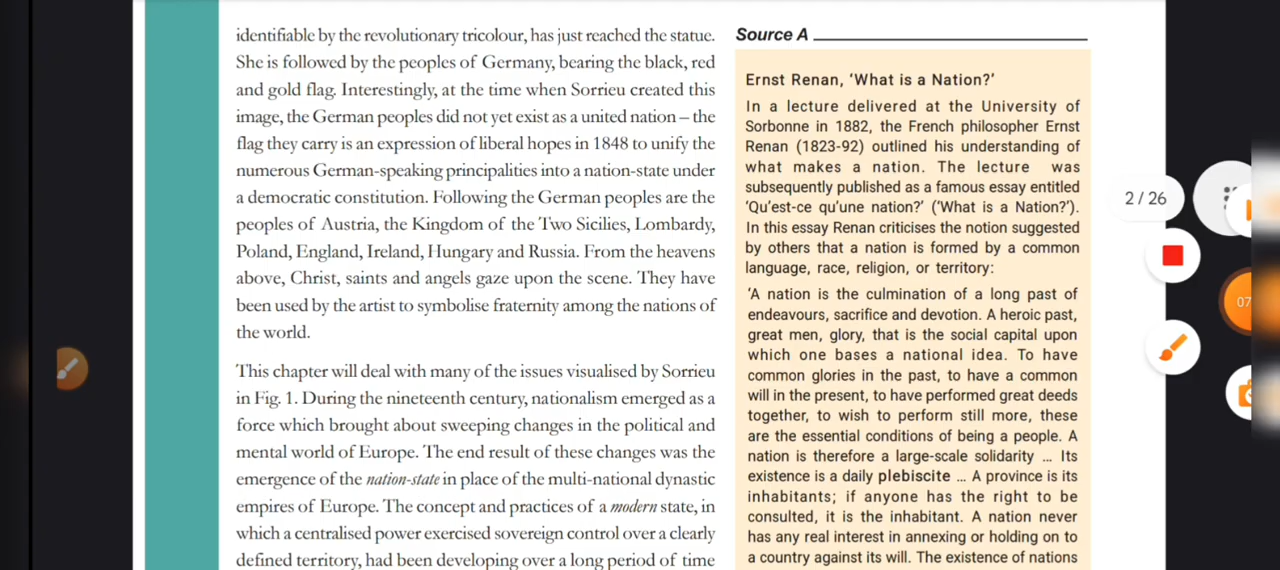 identifiable by the revolutionary tricolour, has just reached the statue.
She is followed by the peoples of Germany, bearing the black, red
and gold flag. Interestingly, at the time when Sorrieu created this
image, the German peoples did not yet exist as a united nation – the
flag they carry is an expression of liberal hopes in 1848 to unify the
numerous German-speaking principalities into a nation-state under
a democratic constitution. Following the German peoples are the
peoples of Austria, the Kingdom of the Two Sicilies, Lombardy,
Poland, England, Ireland, Hungary and Russia. From the heavens
above, Christ, saints and angels gaze upon the scene. They have
been used by the artist to symbolise fraternity among the nations of
the world.
This chapter will deal with many of the issues visualised by Sorrieu
in Fig. 1. During the nineteenth century, nationalism emerged as a
force which brought about sweeping changes in the political and
mental world of Europe. The end result of these changes was the
emergence of the nation-state in place of the multi-national dynastic
empires of Europe. The concept and practices of a modern state, in
which a centralised power exercised sovereign control over a clearly
defined territory, had been developing over a long period of time
Source A
Ernst Renan, ‘What is a Nation?’
In a lecture delivered at the University of
Sorbonne in 1882, the French philosopher Ernst
Renan (1823-92) outlined his understanding of
what makes a nation. The lecture was
subsequently published as a famous essay entitled
‘Qu’est-ce qu’une nation?’ (‘What is a Nation?’).
In this essay Renan criticises the notion suggested
by others that a nation is formed by a common
language, race, religion, or territory:
‘A nation is the culmination of a long past of
endeavours, sacrifice and devotion. A heroic past,
great men, glory, that is the social capital upon
which one bases a national idea. To have
common glories in the past, to have a common
will in the present, to have performed great deeds
together, to wish to perform still more, these
are the essential conditions of being a people. A
nation is therefore a large-scale solidarity … Its
existence is a daily plebiscite … A province is its
inhabitants; if anyone has the right to be
consulted, it is the inhabitant. A nation never
has any real interest in annexing or holding on to
a country against its will. The existence of nations
2 / 26
07